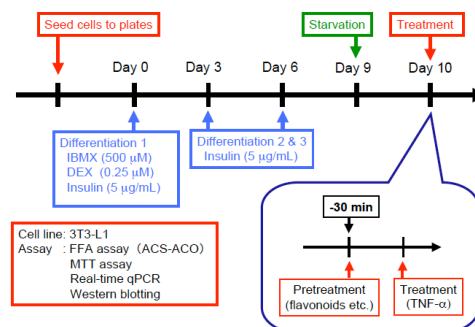 Seed cells to plates
Starvation
Treatment
Day 0
Day 3
Day 6
Day 9
Day 10
Differentiation 1
IBMX (500 μM)
DEX (0.25 μM)
Insulin (5 μg/mL)
Differentiation 2 & 3
Insulin (5 μg/mL)
Cell line: 3T3-L1
Assay : FFA assay (ACS-ACO)
MTT assay
Real-time qPCR
Western blotting
-30 min
Pretreatment
(flavonoids etc.)
Treatment
(TNF-α)